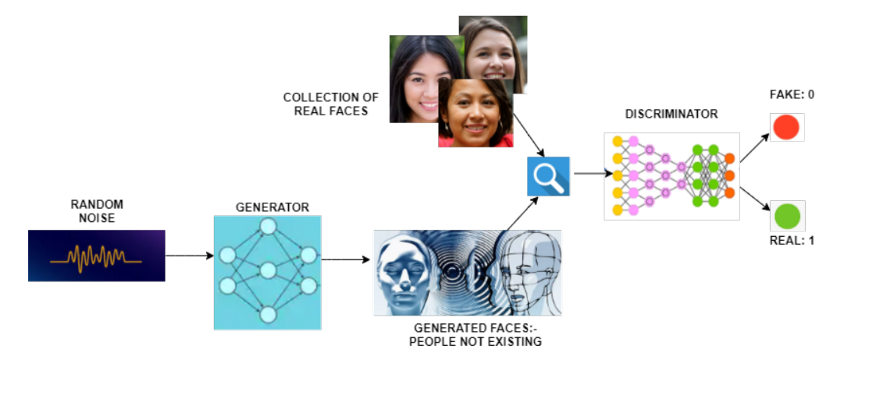 COLLECTION OF
REAL FACES
DISCRIMINATOR
FAKE: 0
RANDOM
NOISE
GENERATOR
REAL: 1
GENERATED FACES:-
PEOPLE NOT EXISTING